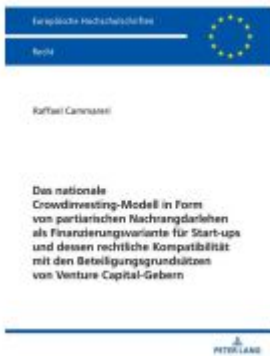 Europäische Hochschulschriften
Recht
Raffael Cammareri
Das nationale
Crowdinvesting-Modell in Form
von partiarischen Nachrangdarlehen
als Finanzierungsvariante für Start-ups
und dessen rechtliche Kompatibilität
mit den Beteiligungsgrundsätzen
von Venture Capital-Gebern
PETER LANG